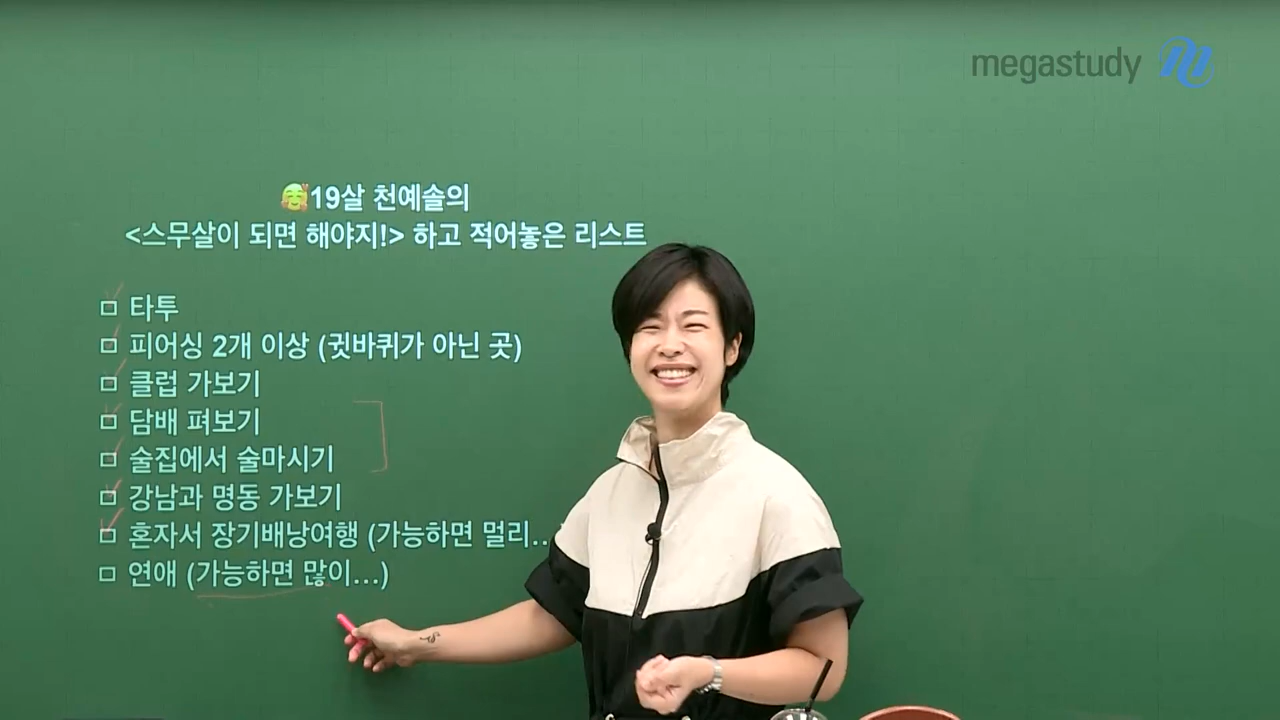 megastudy
19살 천예솔의
<스무살이 되면 해야지!> 하고 적어놓은 리스트
□ 타투
□ 피어싱 2개 이상 (귓바퀴가 아닌 곳)
□ 클럽 가보기
□ 담배 펴보기
□ 술집에서 술마시기
□ 강남과 명동 가보기
□ 혼자서 장기배낭여행 (가능하면 멀리..
□ 연애 (가능하면 많이...)